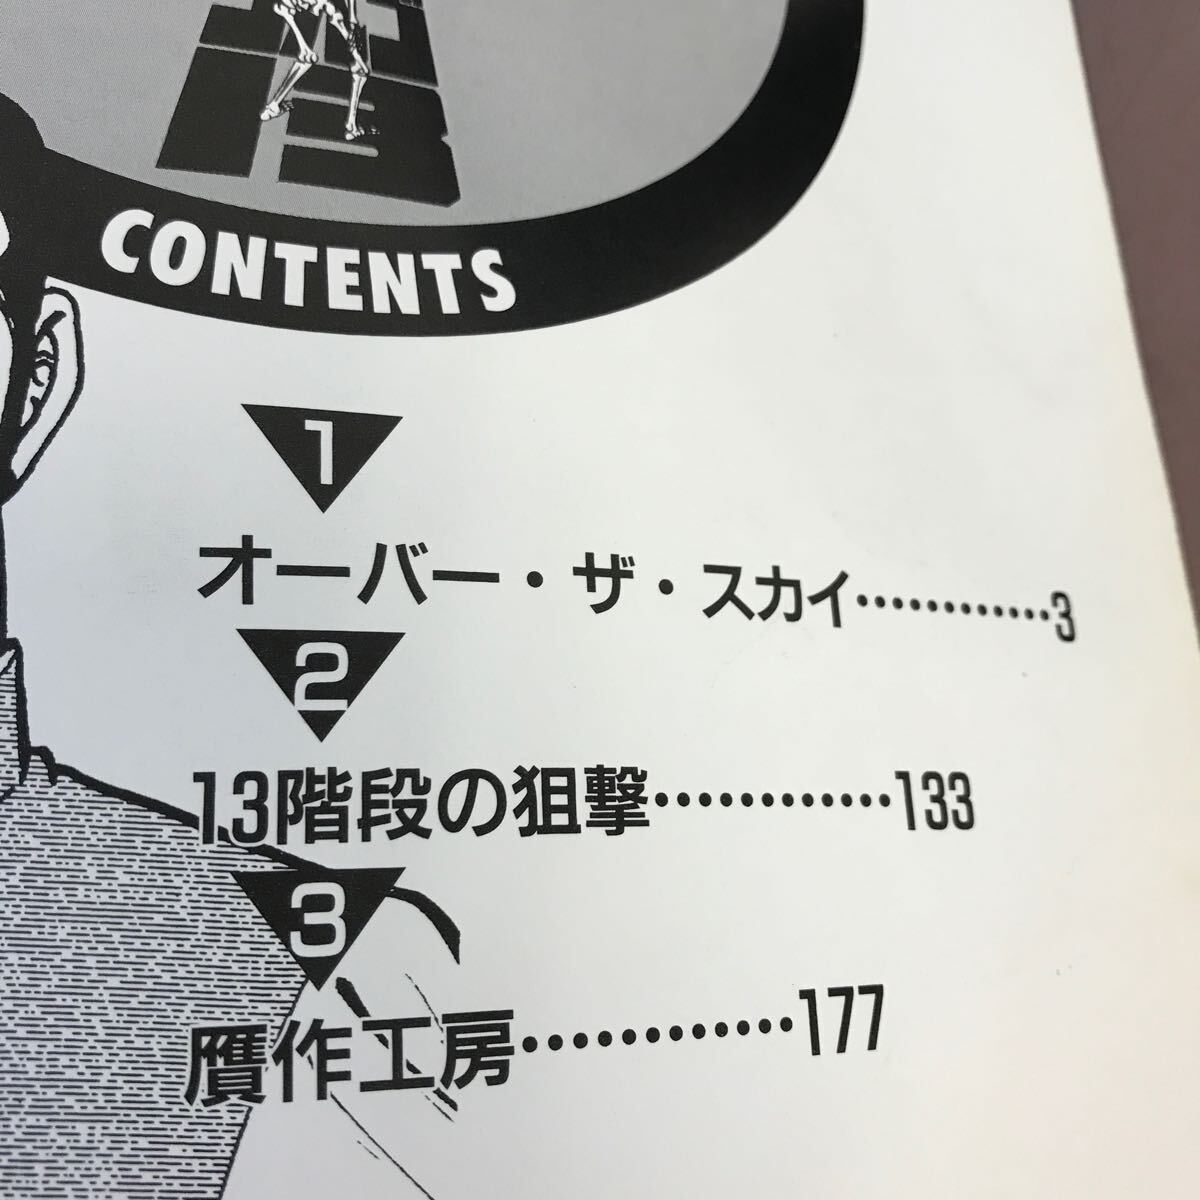 CONTENTS
1
オーバー・ザ・スカイ…………3
2
13階段の狙撃…………133
3
贋作工房…………177